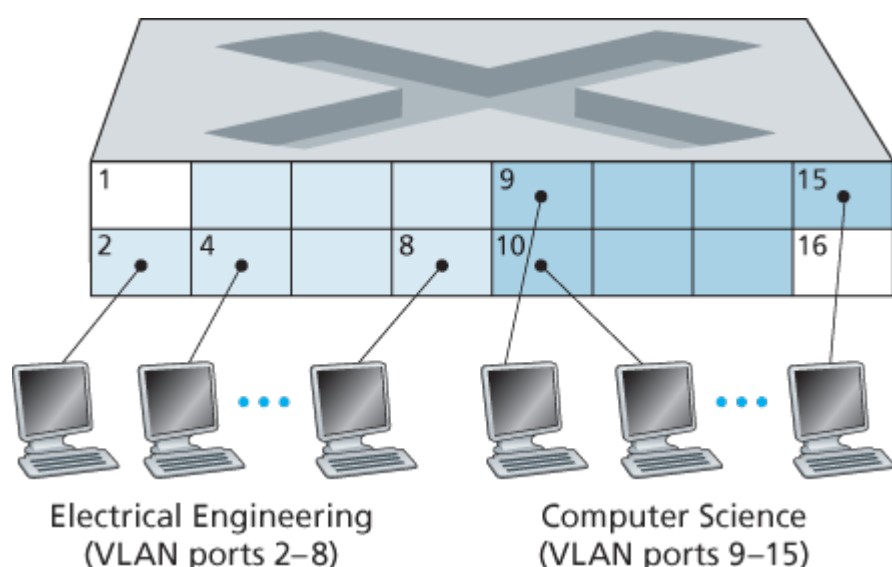 1
9
15
2
4
8
10
16
Electrical Engineering
(VLAN ports 2–8)
Computer Science
(VLAN ports 9–15)